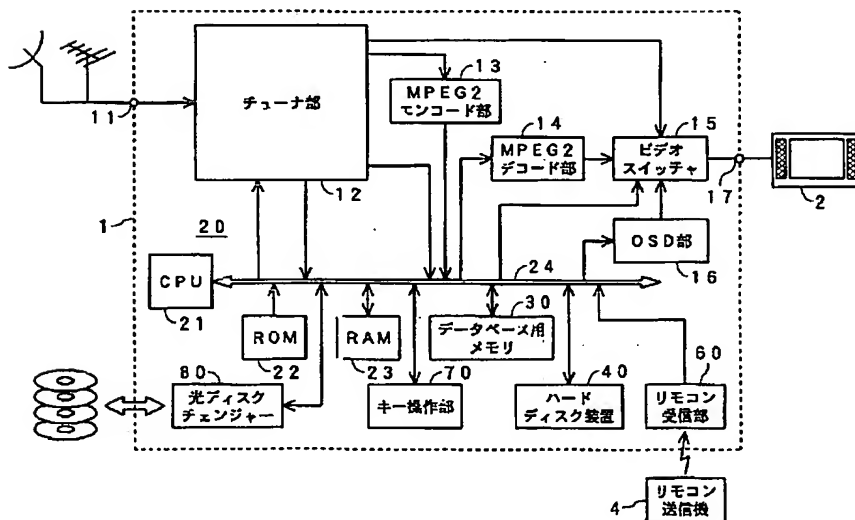 チューナ部
12
13
MPEG2
エンコード部
14
MPEG2
デコード部
15
ビデオ
スイッチャ
11
17
2
1
20
OSD部
16
24
CPU
21
ROM
22
RAM
23
30
データベース用
メモリ
80
光ディスク
チェンジャー
70
キー操作部
40
ハード
ディスク装置
60
リモコン
受信部
4
リモコン
送信機